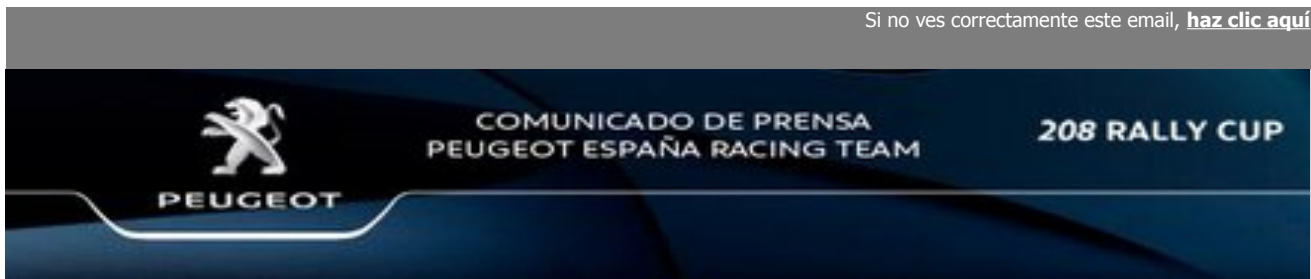 Si no ves correctamente este email, haz clic aquí
COMUNICADO DE PRENSA
PEUGEOT ESPAÑA RACING TEAM
208 RALLY CUP
PEUGEOT